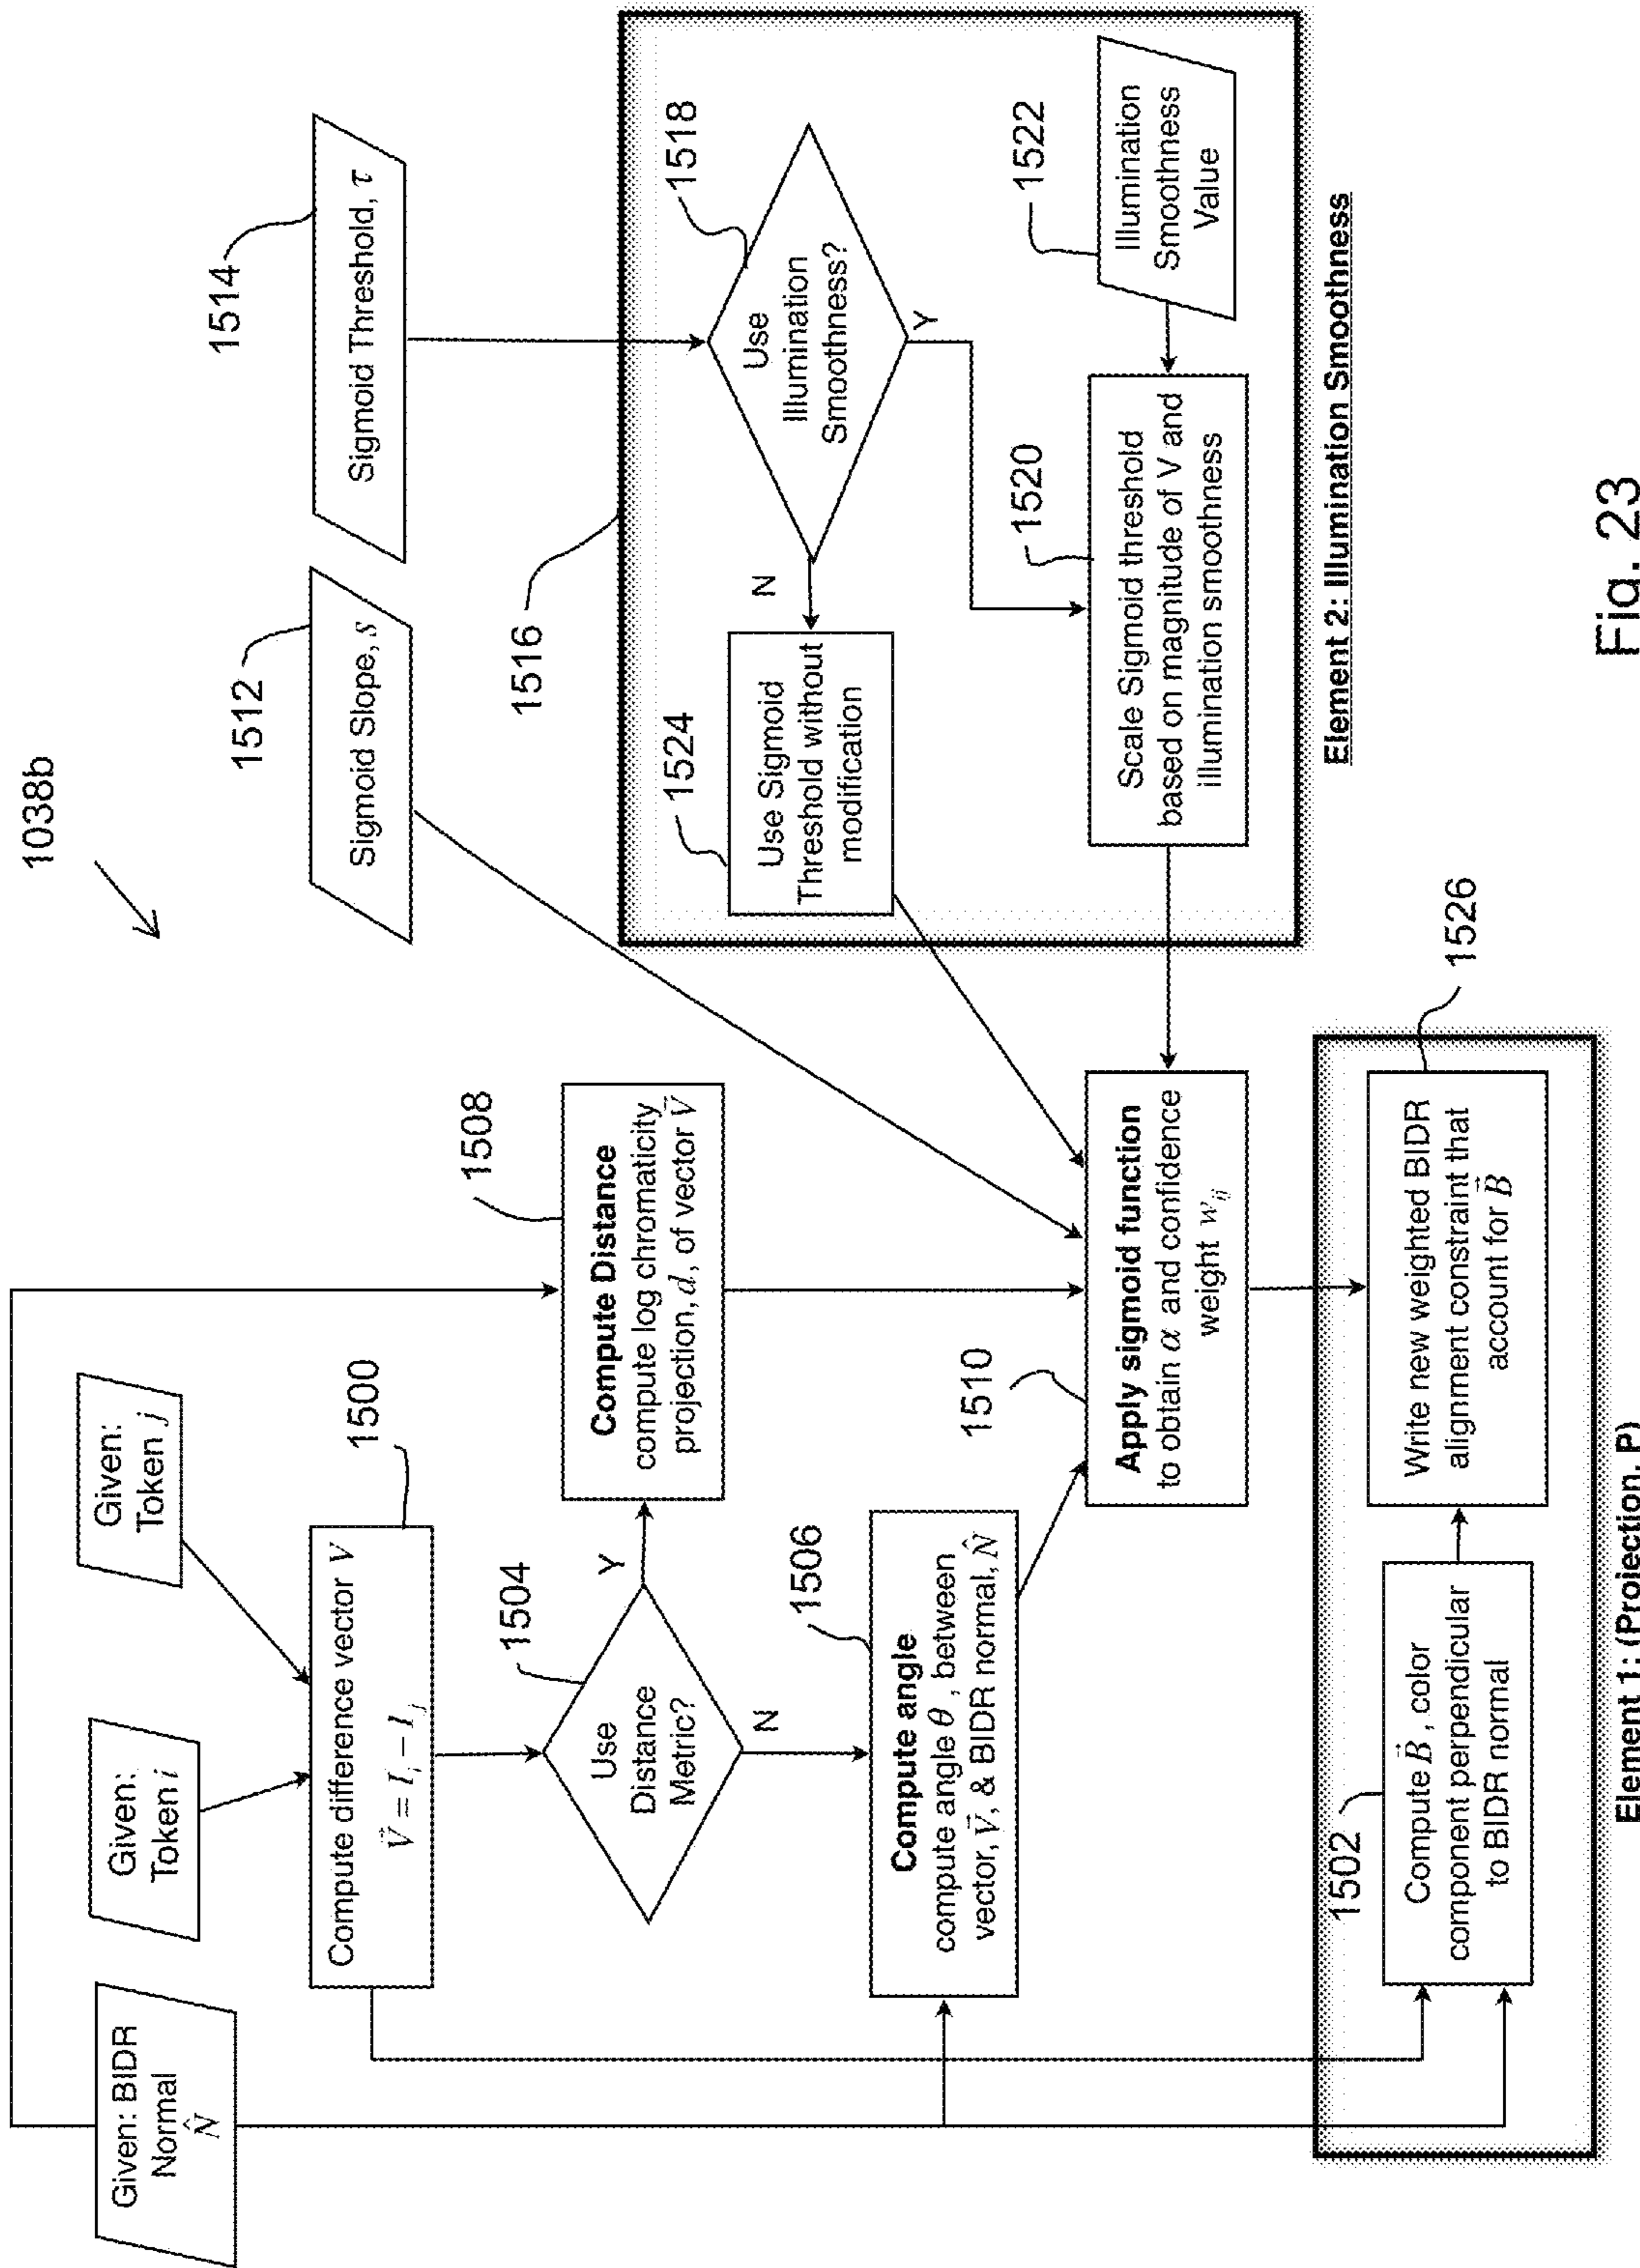 1038b
Given: BIDR
Normal
N̂
Given:
Token i
Given:
Token j
1500
Compute difference vector V
V⃗ = I_i − I_j
1504
Use
Distance
Metric?
Y
N
1508
Compute Distance
compute log chromaticity
projection, d, of vector V⃗
1506
Compute angle
compute angle θ, between
vector, V⃗, & BIDR normal, N̂
1510
Apply sigmoid function
to obtain α and confidence
weight w_ij
1512
Sigmoid Slope, s
1514
Sigmoid Threshold, τ
1516
1518
Use
Illumination
Smoothness?
N
Y
1524
Use Sigmoid
Threshold without
modification
1520
Scale Sigmoid threshold
based on magnitude of V and
illumination smoothness
1522
Illumination
Smoothness
Value
Element 2: Illumination Smoothness
1502
Compute B⃗, color
component perpendicular
to BIDR normal
1526
Write new weighted BIDR
alignment constraint that
account for B⃗
Element 1: (Projection, P)
Fig. 23